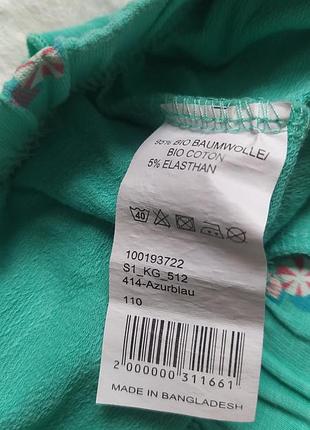 95% BIO BAUMWOLLE/
BIO COTON
5% ELASTHAN
40
100193722
S1_KG_512
414-Azurblau
110
2 000000 311661
MADE IN BANGLADESH